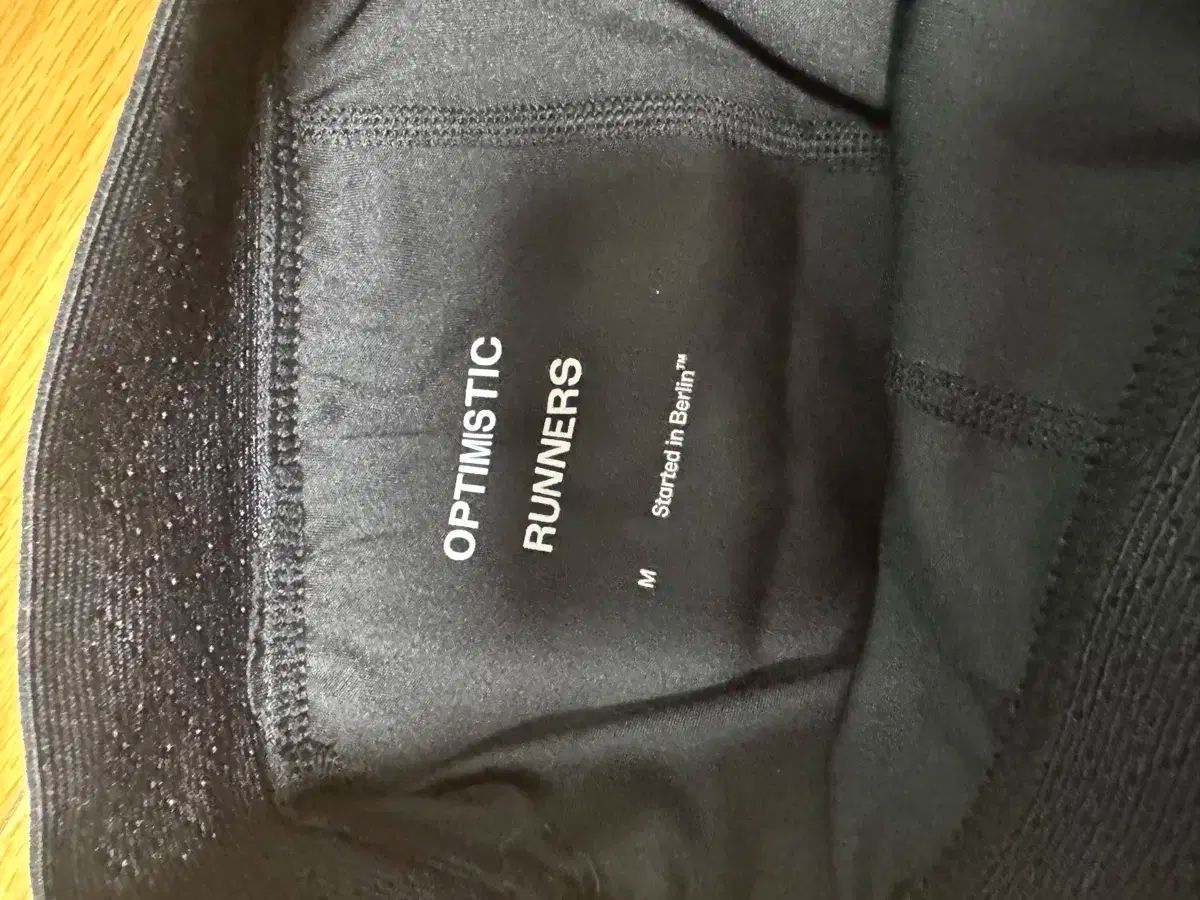 OPTIMISTIC
RUNNERS
M Started in Berlin™